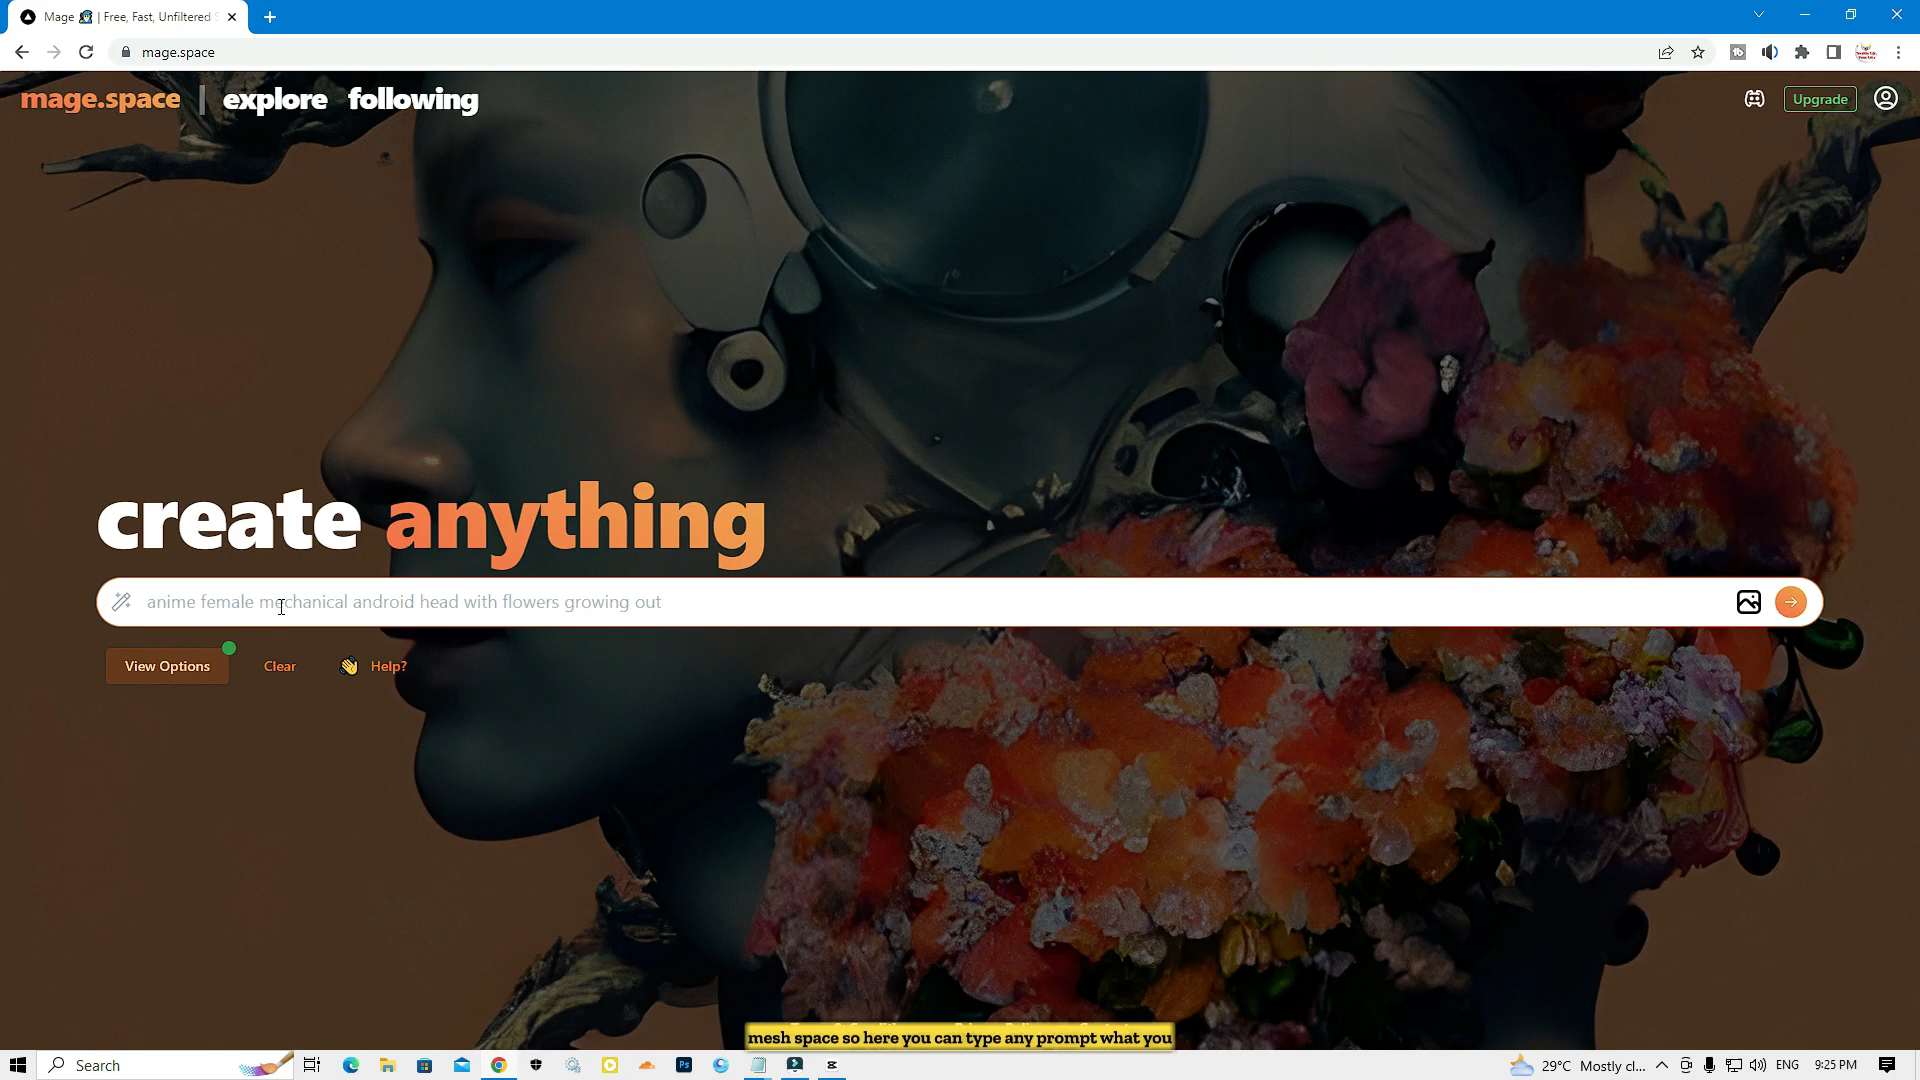 Mage | Free, Fast, Unfiltered S
mage.space
mage.space | explore following
Upgrade
create anything
anime female mechanical android head with flowers growing out
View Options
Clear
Help?
mesh space so here you can type any prompt what you
Search
Ps
29°C Mostly cl...
ENG
9:25 PM